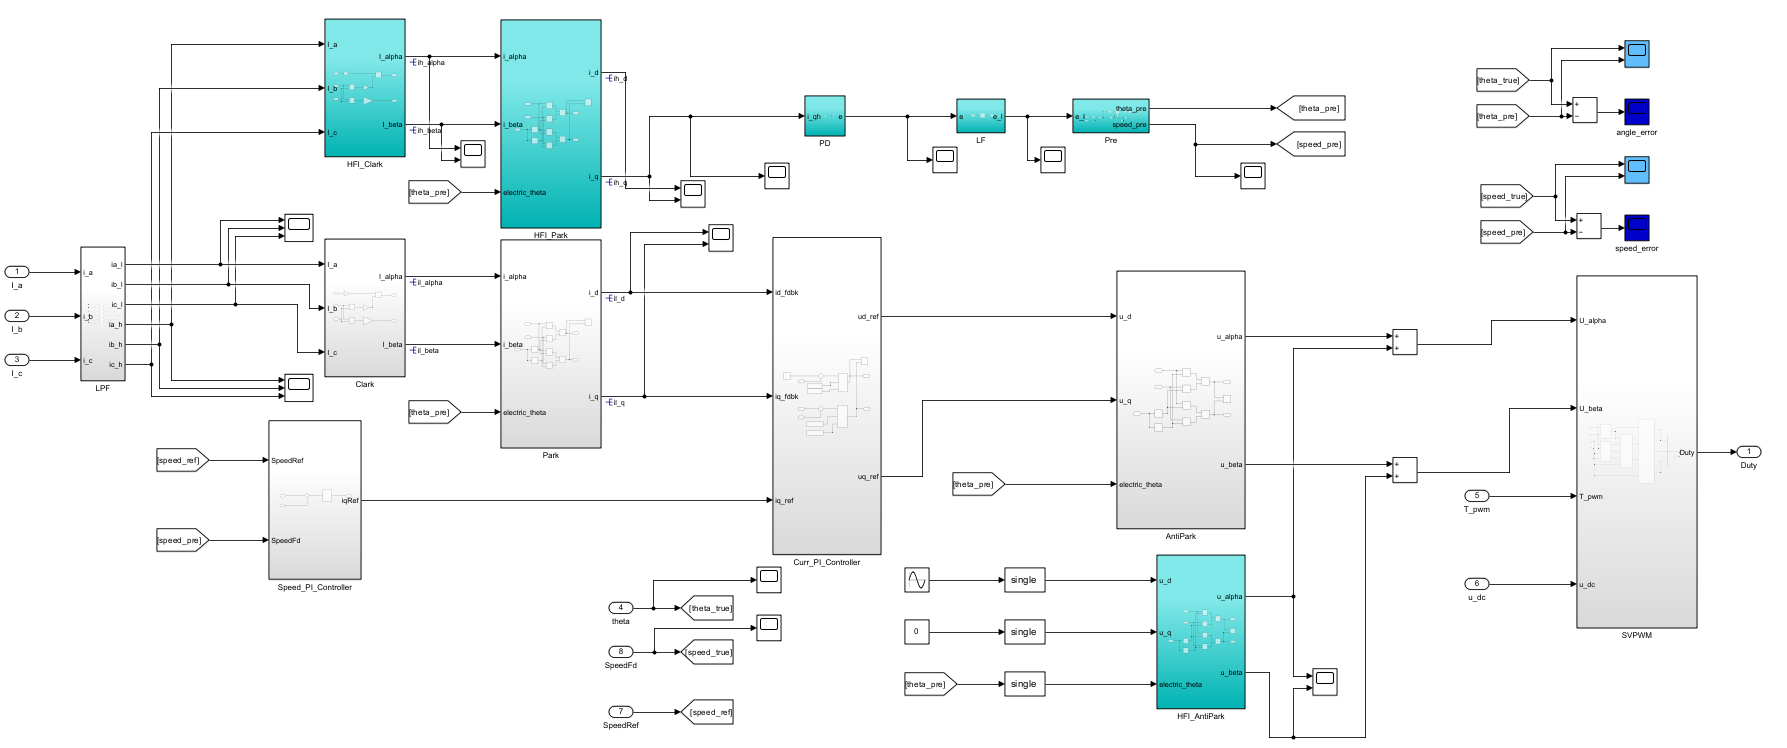 I_a
I_b
I_c
I_alpha
I_beta
HFI_Clark
ih_alpha
ih_beta
[theta_pre]
i_alpha
i_beta
electric_theta
i_d
i_q
HFI_Park
ih_d
ih_q
i_qh
e
PD
e
e_l
LF
e_l
theta_pre
speed_pre
Pre
[theta_pre]
[speed_pre]
[theta_true]
[theta_pre]
+
−
angle_error
[speed_true]
[speed_pre]
+
−
speed_error
1
I_a
2
I_b
3
I_c
i_a
i_b
i_c
ia_l
ib_l
ic_l
ia_h
ib_h
ic_h
LPF
I_a
I_b
I_c
I_alpha
I_beta
Clark
il_alpha
il_beta
[theta_pre]
i_alpha
i_beta
electric_theta
i_d
i_q
Park
il_d
il_q
id_fdbk
iq_fdbk
iq_ref
ud_ref
uq_ref
Curr_PI_Controller
[theta_pre]
u_d
u_q
electric_theta
u_alpha
u_beta
AntiPark
+
+
+
+
5
T_pwm
6
u_dc
U_alpha
U_beta
T_pwm
u_dc
Duty
SVPWM
1
Duty
[speed_ref]
[speed_pre]
SpeedRef
SpeedFd
iqRef
Speed_PI_Controller
4
theta
[theta_true]
8
SpeedFd
[speed_true]
7
SpeedRef
[speed_ref]
single
0
single
[theta_pre]
single
u_d
u_q
electric_theta
u_alpha
u_beta
HFI_AntiPark